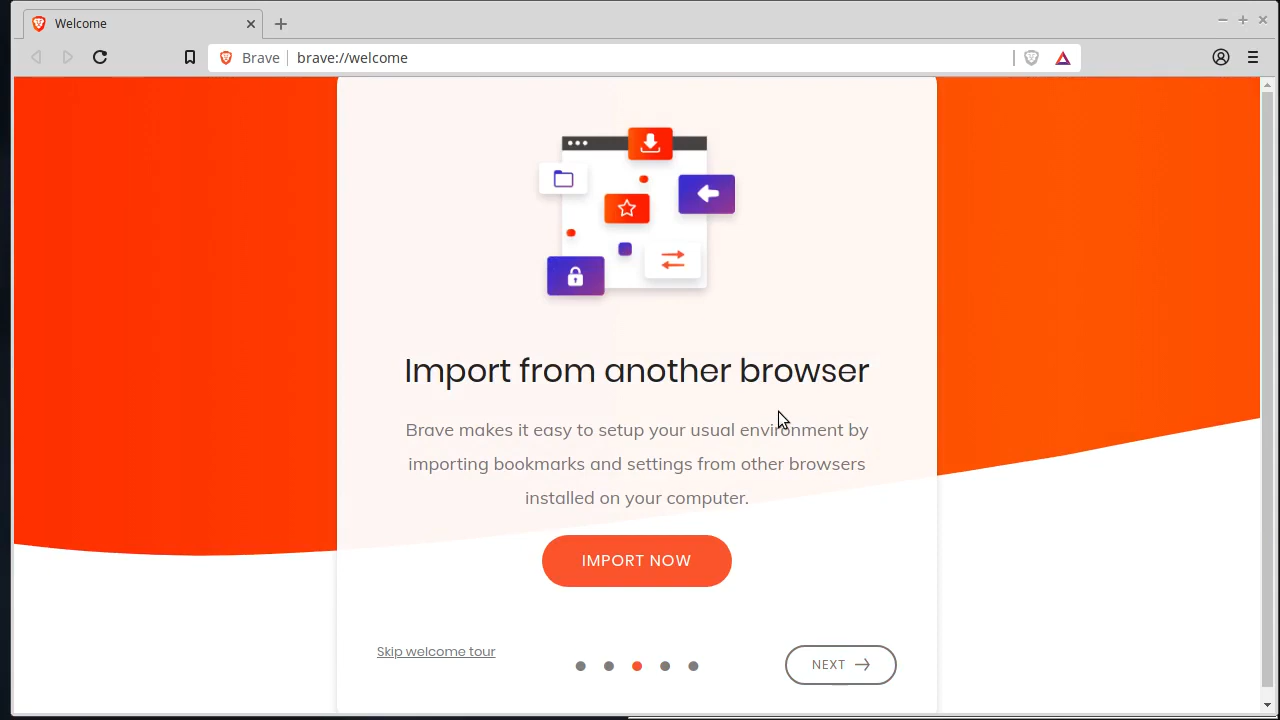 Welcome
Brave
brave://welcome
Import from another browser
Brave makes it easy to setup your usual environment by
importing bookmarks and settings from other browsers
installed on your computer.
IMPORT NOW
Skip welcome tour
NEXT